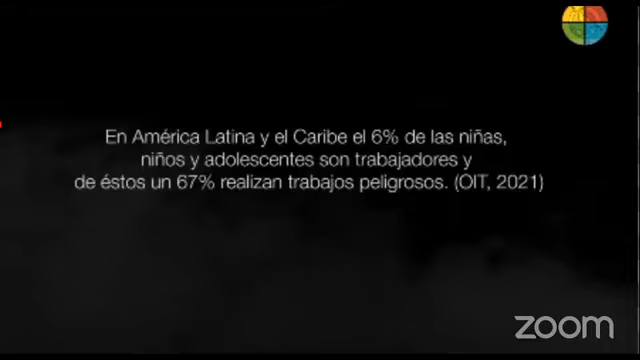 En América Latina y el Caribe el 6% de las niñas,
niños y adolescentes son trabajadores y
de éstos un 67% realizan trabajos peligrosos. (OIT, 2021)
zoom